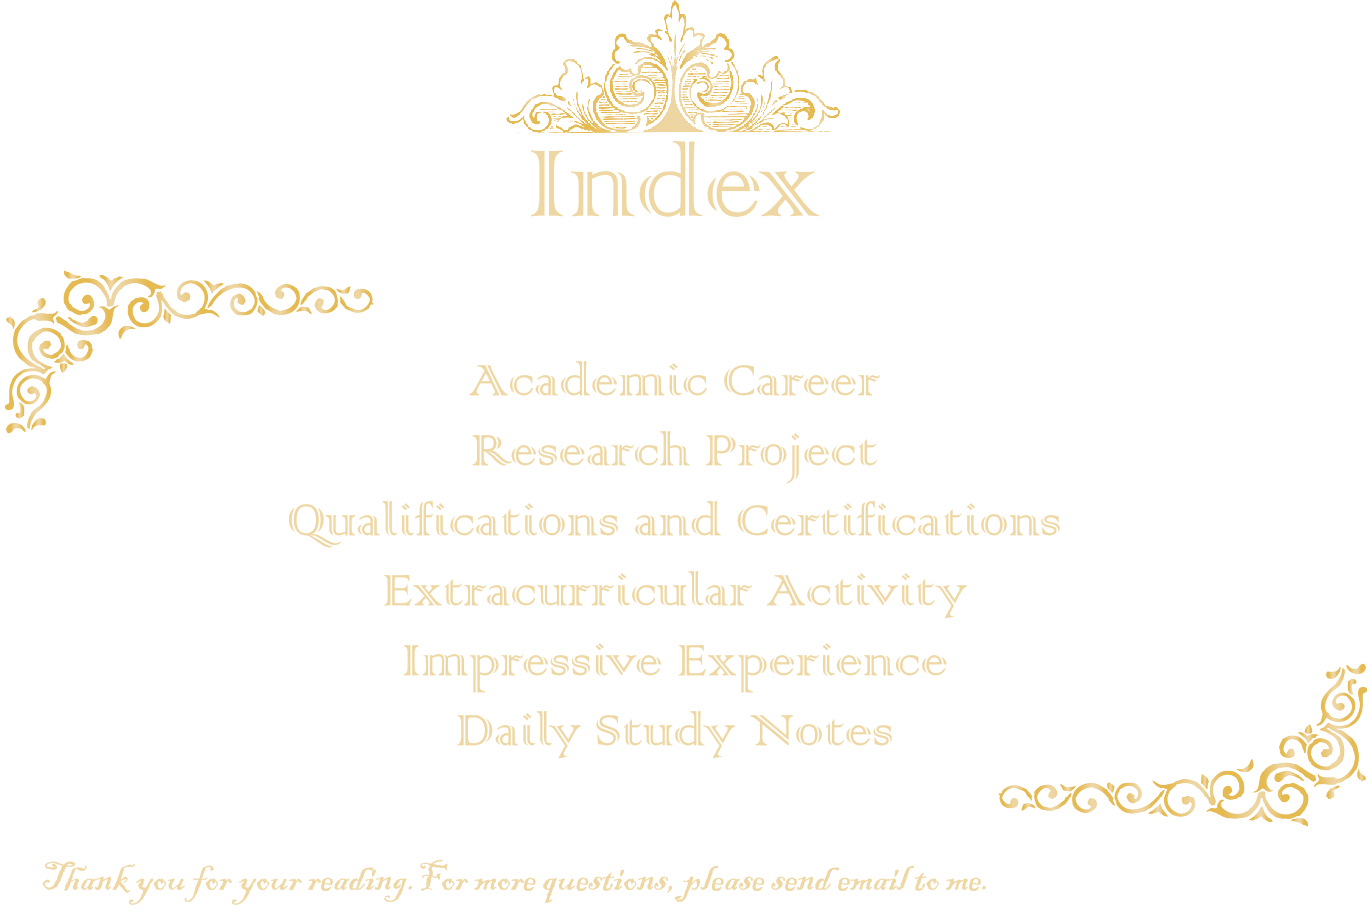 Index
Academic Career
Research Project
Qualifications and Certifications
Extracurricular Activity
Impressive Experience
Daily Study Notes
Thank you for your reading. For more questions, please send email to me.